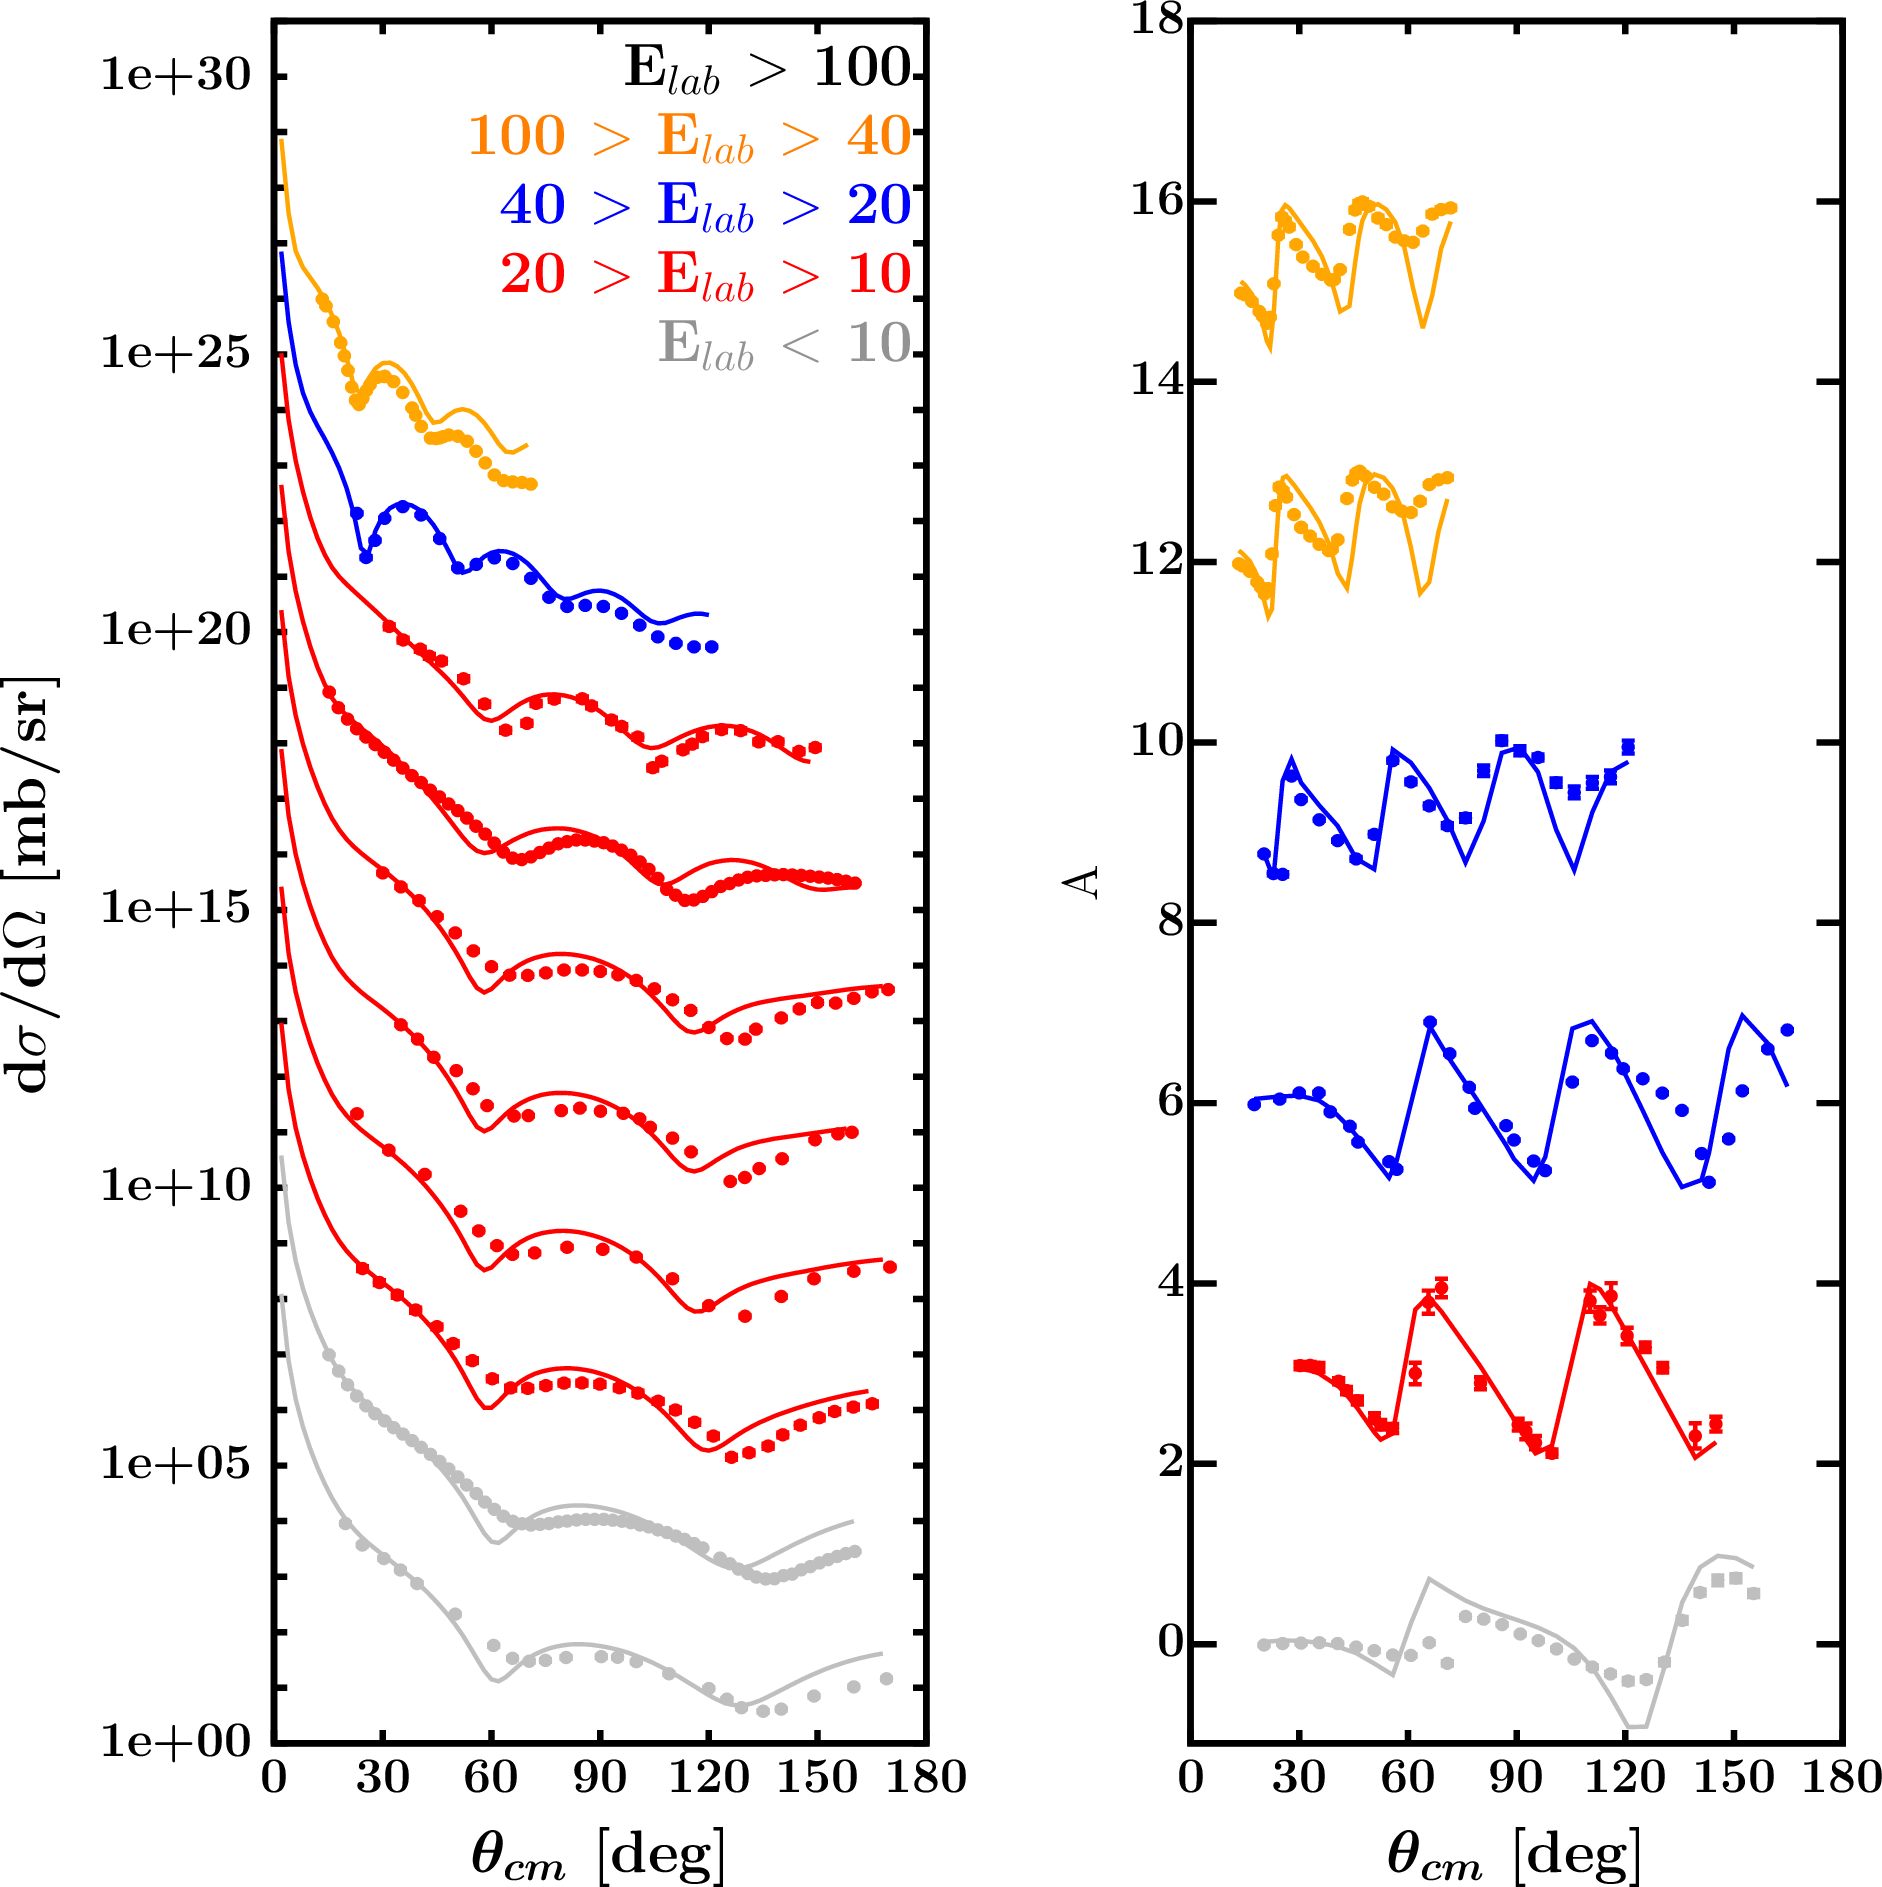 dσ/dΩ [mb/sr]
1e+30
1e+25
1e+20
1e+15
1e+10
1e+05
1e+00
E_lab > 100
100 > E_lab > 40
40 > E_lab > 20
20 > E_lab > 10
E_lab < 10
0 30 60 90 120 150 180
θ_cm [deg]
A
18
16
14
12
10
8
6
4
2
0
0 30 60 90 120 150 180
θ_cm [deg]